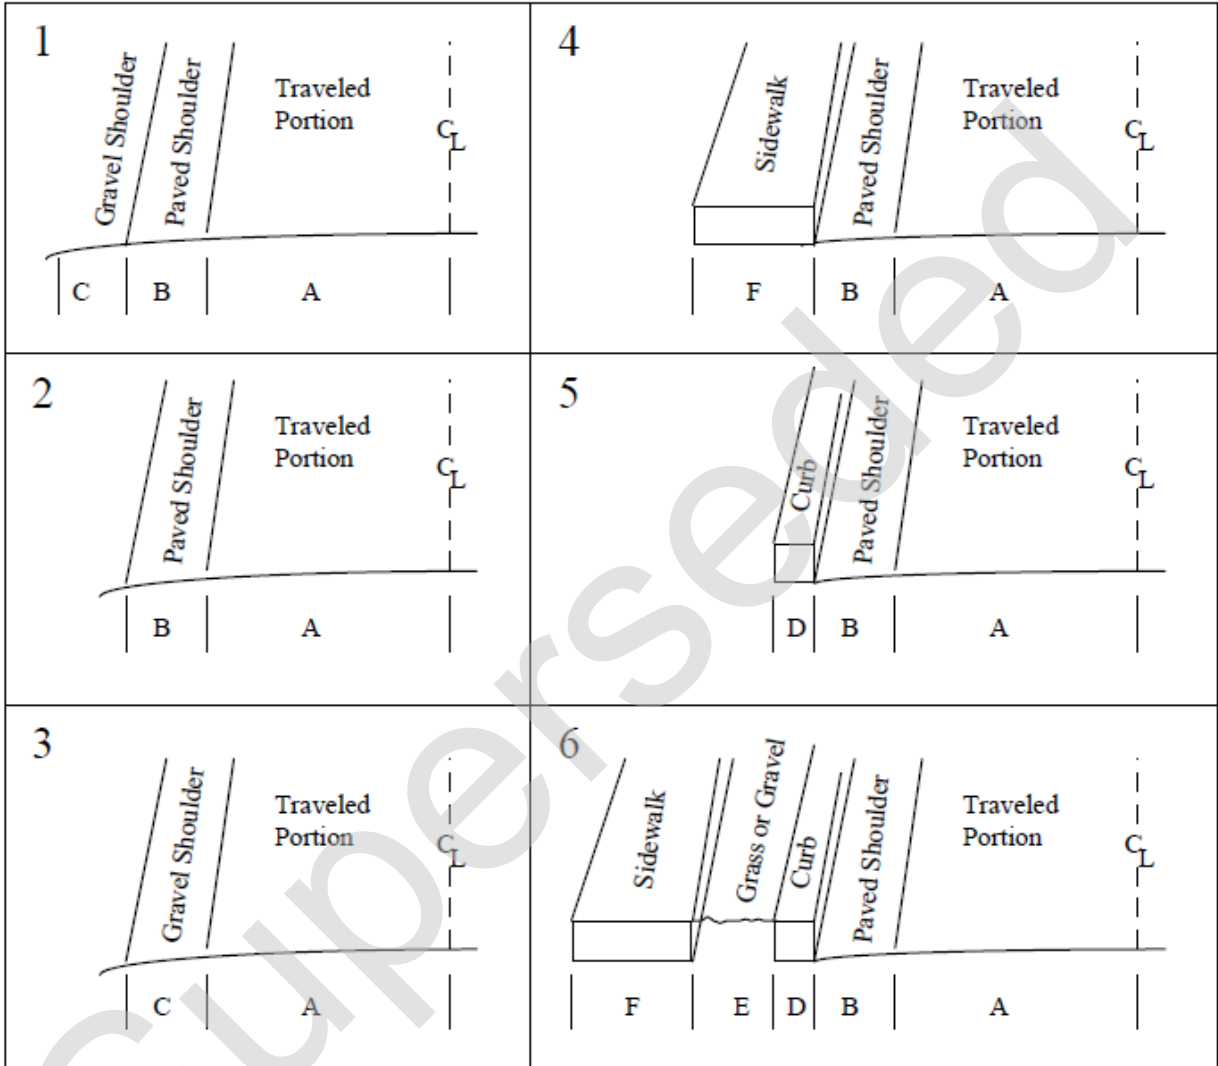 1
Gravel Shoulder
Paved Shoulder
Traveled
Portion
CL
C
B
A
2
Paved Shoulder
Traveled
Portion
CL
B
A
3
Gravel Shoulder
Traveled
Portion
CL
C
A
4
Sidewalk
Paved Shoulder
Traveled
Portion
CL
F
B
A
5
Curb
Paved Shoulder
Traveled
Portion
CL
D
B
A
6
Sidewalk
Grass or Gravel
Curb
Paved Shoulder
Traveled
Portion
CL
F
E
D
B
A
Superseded